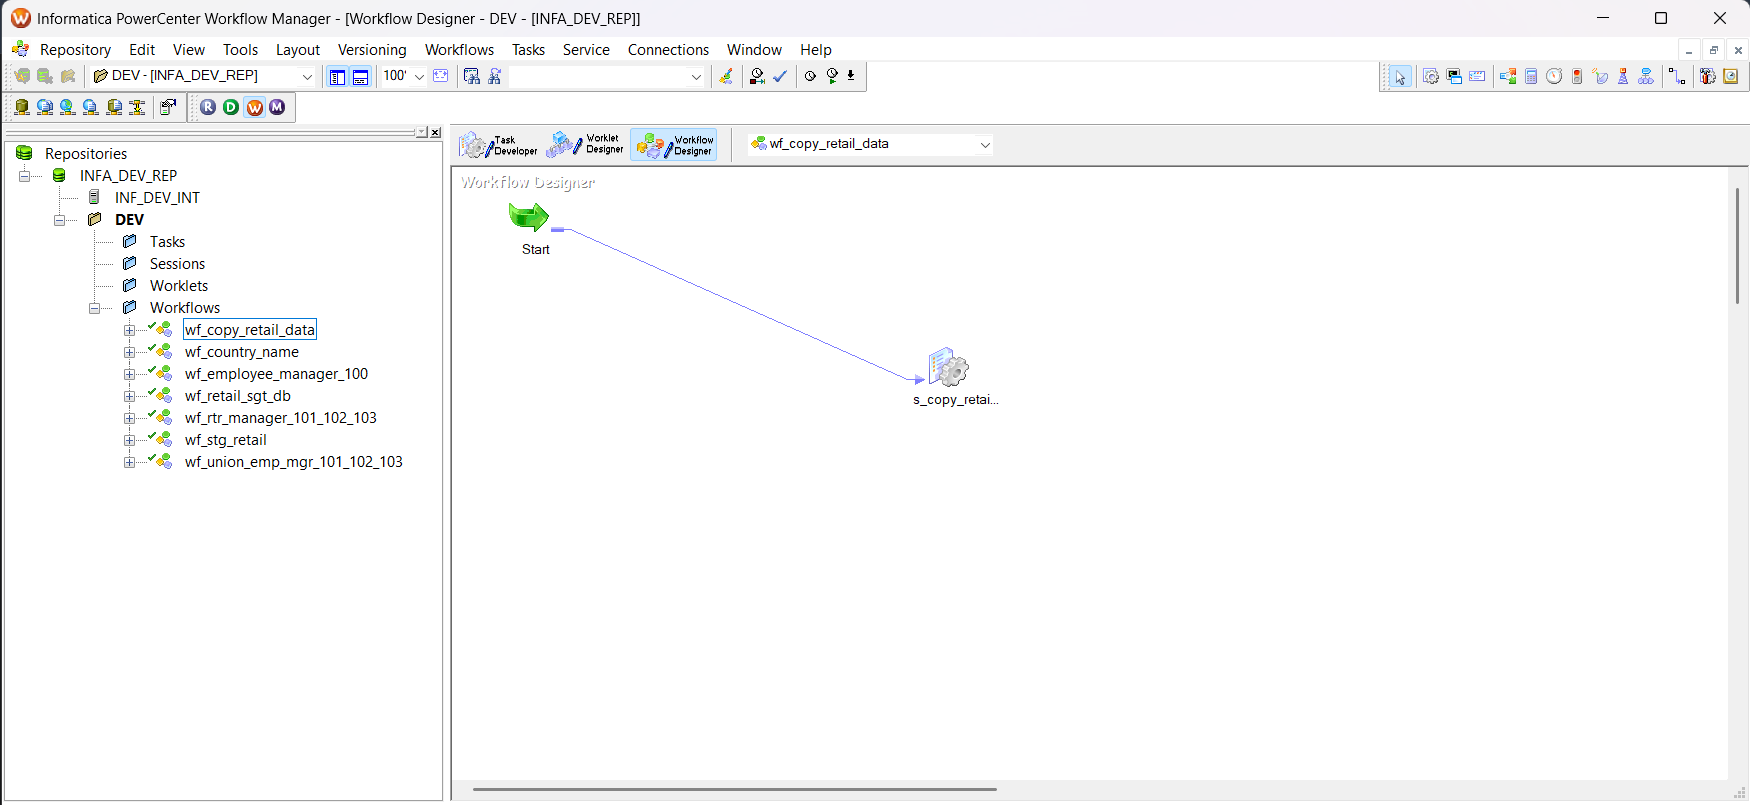 Informatica PowerCenter Workflow Manager - [Workflow Designer - DEV - [INFA_DEV_REP]]
Repository Edit View Tools Layout Versioning Workflows Tasks Service Connections Window Help
DEV - [INFA_DEV_REP] 100'
R D W M
Task Developer
Worklet Designer
Workflow Designer
wf_copy_retail_data
Repositories
INFA_DEV_REP
INF_DEV_INT
DEV
Tasks
Sessions
Worklets
Workflows
wf_copy_retail_data
wf_country_name
wf_employee_manager_100
wf_retail_sgt_db
wf_rtr_manager_101_102_103
wf_stg_retail
wf_union_emp_mgr_101_102_103
Workflow Designer
Start
s_copy_retai...